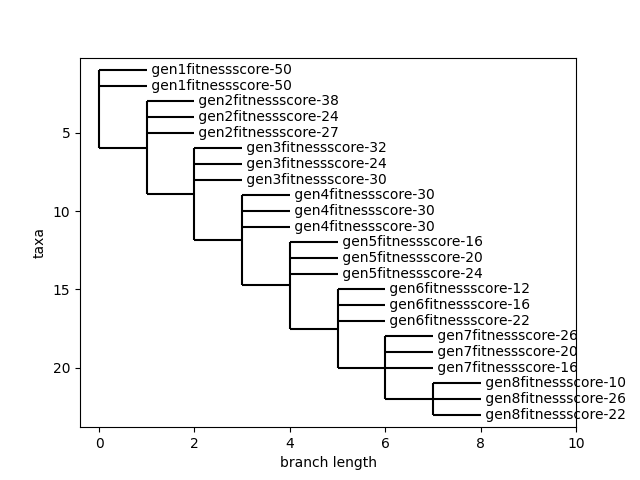 gen1fitnessscore-50
gen1fitnessscore-50
gen2fitnessscore-38
gen2fitnessscore-24
5
gen2fitnessscore-27
gen3fitnessscore-32
gen3fitnessscore-24
gen3fitnessscore-30
gen4fitnessscore-30
10
gen4fitnessscore-30
gen4fitnessscore-30
taxa
gen5fitnessscore-16
gen5fitnessscore-20
gen5fitnessscore-24
15
gen6fitnessscore-12
gen6fitnessscore-16
gen6fitnessscore-22
gen7fitnessscore-26
gen7fitnessscore-20
20
gen7fitnessscore-16
gen8fitnessscore-10
gen8fitnessscore-26
gen8fitnessscore-22
0 2 4 6 8 10
branch length